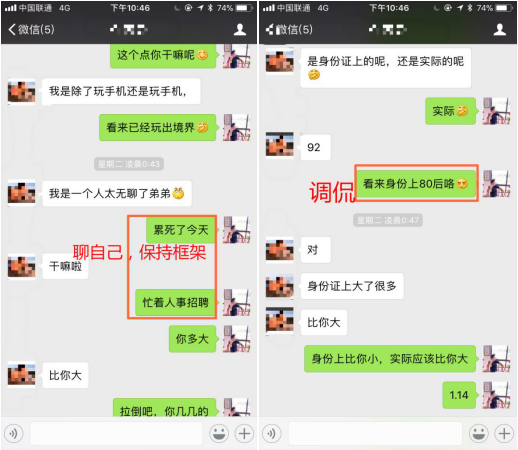 中国联通 4G 下午10:46 74%
微信(5)
这个点你干嘛呢
我是除了玩手机还是玩手机,
看来已经玩出境界
星期二 凌晨0:43
我是一个人太无聊了弟弟
累死了今天
聊自己，保持框架
干嘛啦
忙着人事招聘
你多大
比你大
拉倒吧，你几几的
中国联通 4G 下午10:46 74%
微信(5)
是身份证上的呢，还是实际的呢
实际
92
看来身份上80后咯
调侃
星期二 凌晨0:47
对
身份证上大了很多
比你大
身份上比你小，实际应该比你大
1.14